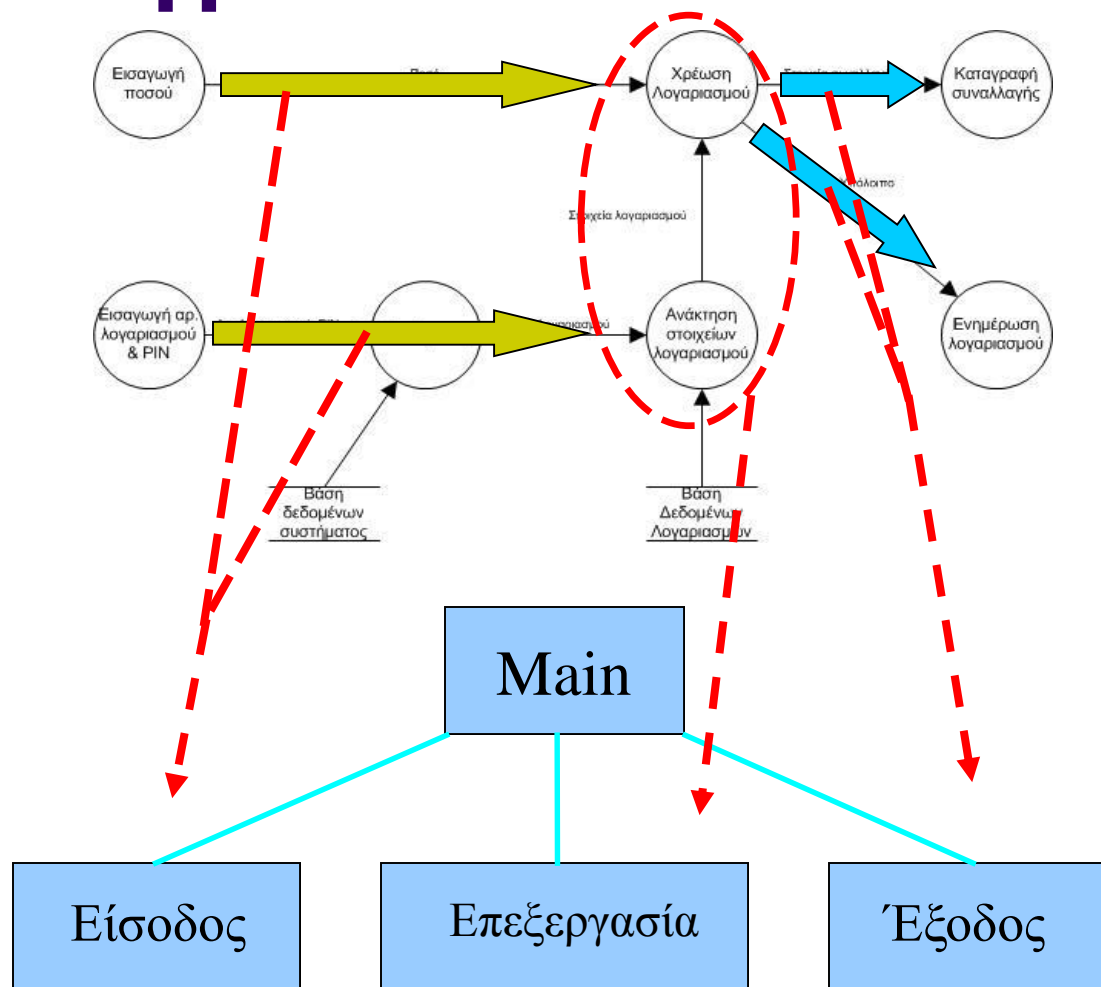 Εισαγωγή
ποσού
Χρέωση
Λογαριασμού
Καταγραφή
συναλλαγής
Στοιχεία λογαριασμού
Εισαγωγή αρ.
λογαριασμού
& PIN
Ανάκτηση
στοιχείων
λογαριασμού
Ενημέρωση
λογαριασμού
Βάση
δεδομένων
συστήματος
Βάση
Δεδομένων
Λογαριασμών
Main
Είσοδος
Επεξεργασία
Έξοδος